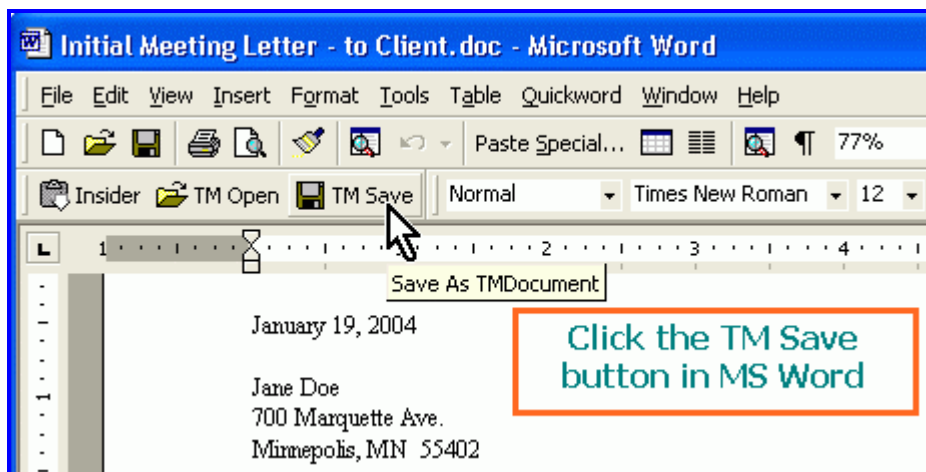 Initial Meeting Letter - to Client.doc - Microsoft Word
File Edit View Insert Format Tools Table Quickword Window Help
Paste Special... ¶ 77%
Insider TM Open TM Save Normal Times New Roman 12
L 1 2 3 4
Save As TMDocument
January 19, 2004
Click the TM Save
button in MS Word
Jane Doe
700 Marquette Ave.
Minnepolis, MN 55402